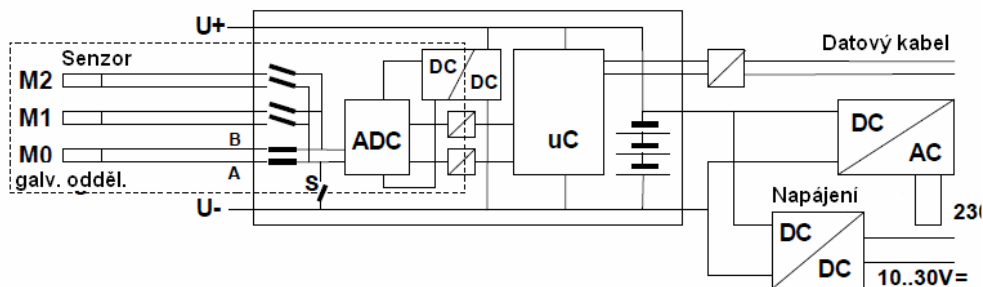 U+
Datový kabel
Senzor
M2
DC
DC
M1
B
ADC
uC
DC
AC
M0
A
galv. odděl.
S
Napájení
U-
230
DC
DC
10..30V=